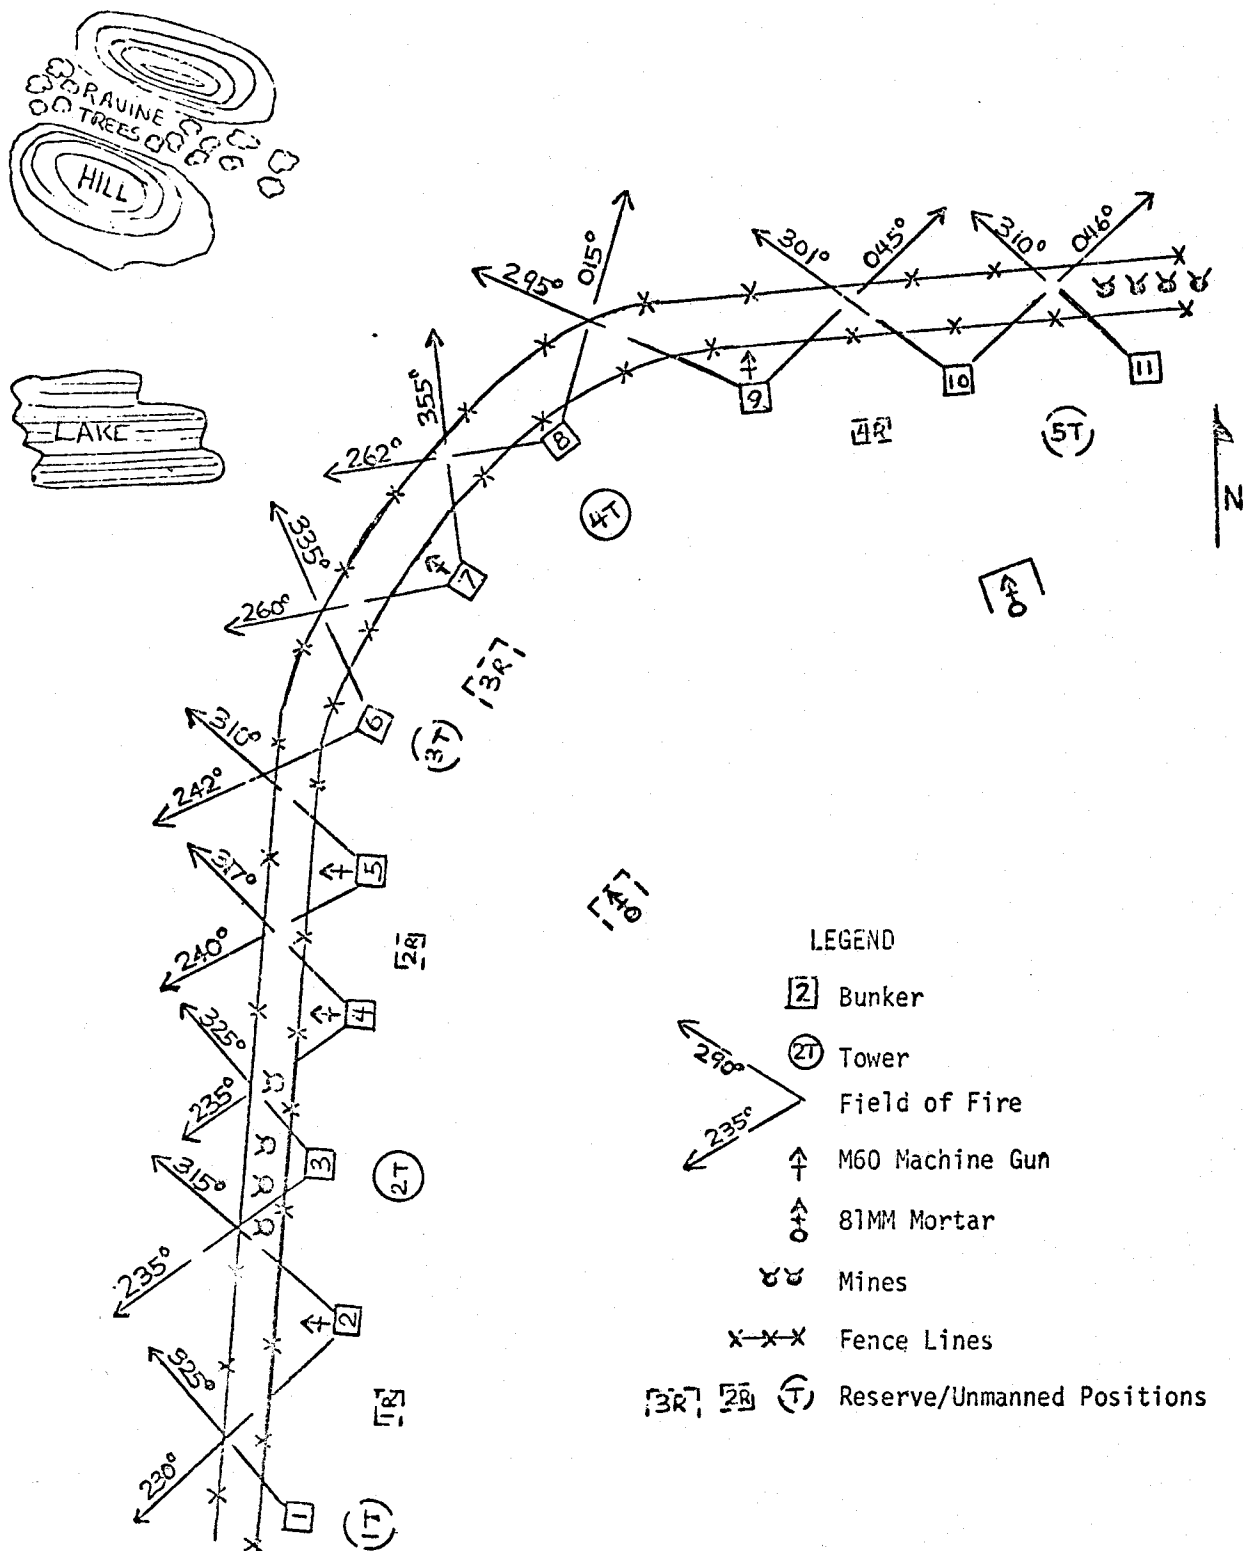 RAVINE
TREES
HILL
LAKE
015°
295°
301°
045°
310°
046°
355°
262°
335°
260°
310°
242°
317°
240°
325°
235°
315°
235°
325°
230°
11
10
9
8
7
6
5
4
3
2
1
4R
5T
4T
3R
3T
2R
2T
1R
1T
N
LEGEND
2 Bunker
2T Tower
290°
235°
Field of Fire
M60 Machine Gun
81MM Mortar
Mines
Fence Lines
3R 2R T Reserve/Unmanned Positions